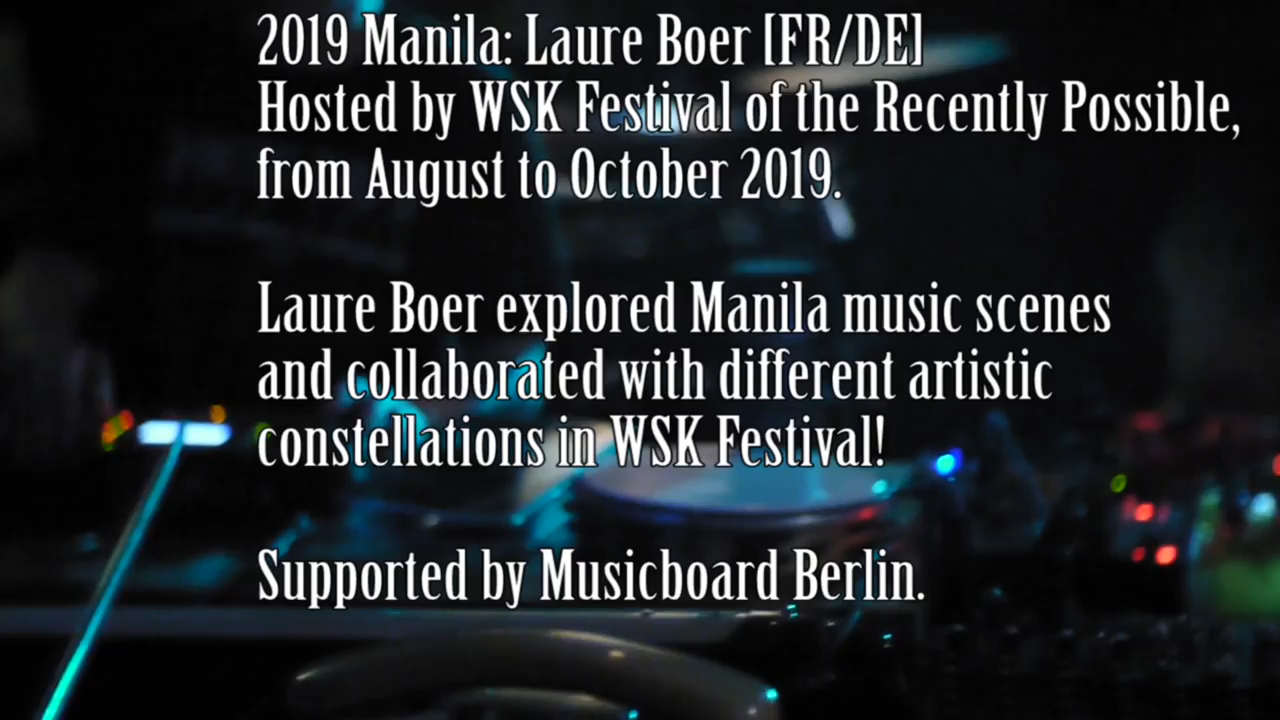 2019 Manila: Laure Boer [FR/DE]
Hosted by WSK Festival of the Recently Possible,
from August to October 2019.
Laure Boer explored Manila music scenes
and collaborated with different artistic
constellations in WSK Festival!
Supported by Musicboard Berlin.